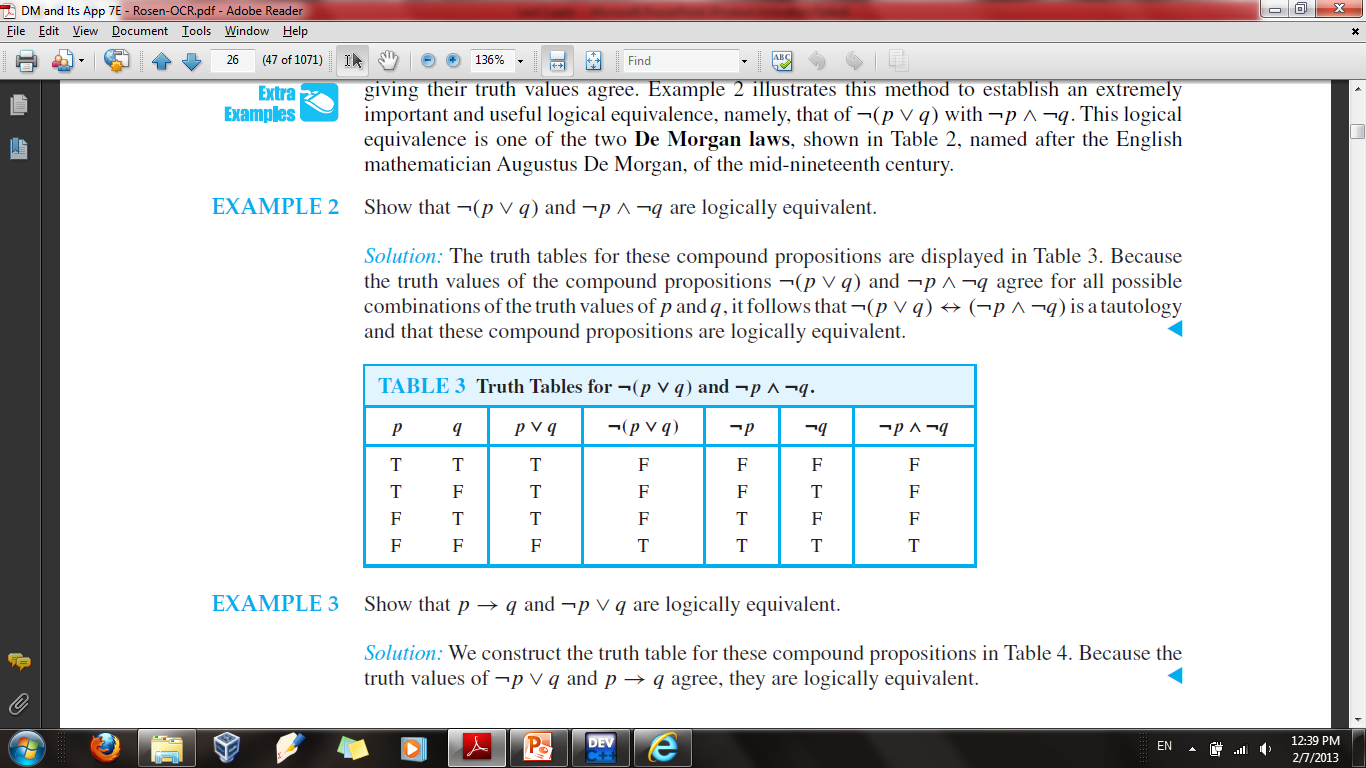 DM and Its App 7E - Rosen-OCR.pdf - Adobe Reader
File Edit View Document Tools Window Help
26 (47 of 1071) 136% Find
Extra
Examples
giving their truth values agree. Example 2 illustrates this method to establish an extremely
important and useful logical equivalence, namely, that of ¬(p ∨ q) with ¬p ∧ ¬q. This logical
equivalence is one of the two De Morgan laws, shown in Table 2, named after the English
mathematician Augustus De Morgan, of the mid-nineteenth century.
EXAMPLE 2 Show that ¬(p ∨ q) and ¬p ∧ ¬q are logically equivalent.
Solution: The truth tables for these compound propositions are displayed in Table 3. Because
the truth values of the compound propositions ¬(p ∨ q) and ¬p ∧ ¬q agree for all possible
combinations of the truth values of p and q, it follows that ¬(p ∨ q) ↔ (¬p ∧ ¬q) is a tautology
and that these compound propositions are logically equivalent.
TABLE 3 Truth Tables for ¬(p ∨ q) and ¬p ∧ ¬q.
p q p ∨ q ¬(p ∨ q) ¬p ¬q ¬p ∧ ¬q
T T T F F F F
T F T F F T F
F T T F T F F
F F F T T T T
EXAMPLE 3 Show that p → q and ¬p ∨ q are logically equivalent.
Solution: We construct the truth table for these compound propositions in Table 4. Because the
truth values of ¬p ∨ q and p → q agree, they are logically equivalent.
DEV
C++
EN
12:39 PM
2/7/2013